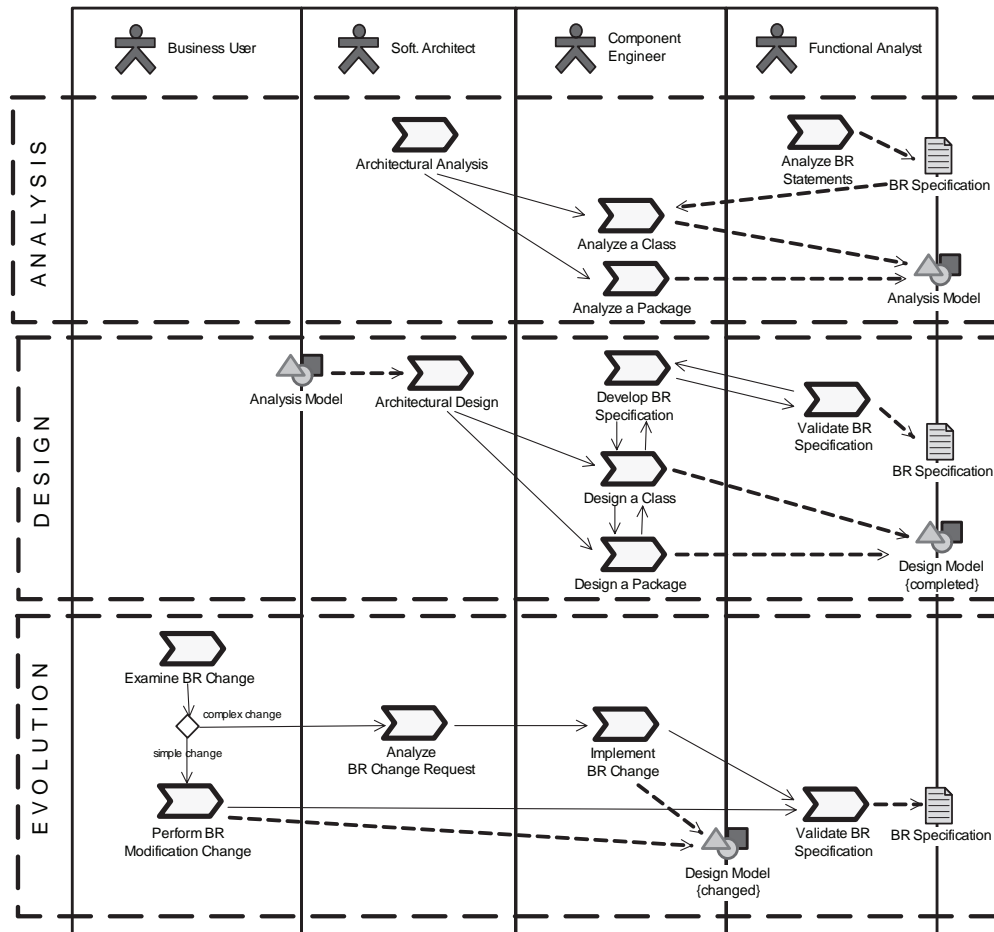 Business User
Soft. Architect
Component
Engineer
Functional Analyst
ANALYSIS
Architectural Analysis
Analyze BR
Statements
BR Specification
Analyze a Class
Analyze a Package
Analysis Model
DESIGN
Analysis Model
Architectural Design
Develop BR
Specification
Validate BR
Specification
BR Specification
Design a Class
Design a Package
Design Model
{completed}
EVOLUTION
Examine BR Change
complex change
simple change
Analyze
BR Change Request
Implement
BR Change
Perform BR
Modification Change
Validate BR
Specification
BR Specification
Design Model
{changed}